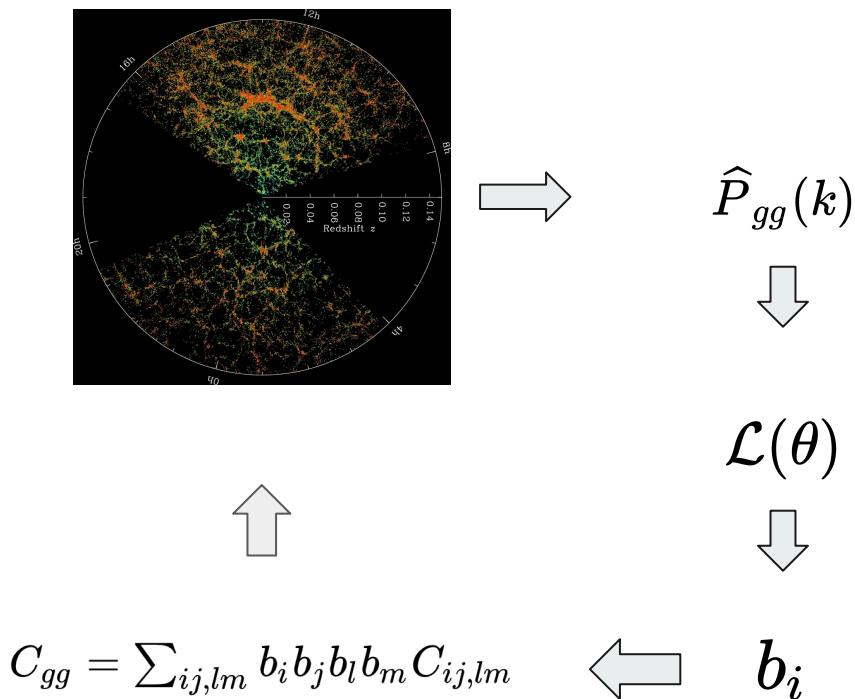 12h
16h
8h
0.02 0.04 0.06 0.08 0.10 0.12 0.14
Redshift z
20h
4h
0h
$\widehat{P}_{gg}(k)$
$\mathcal{L}(\theta)$
$C_{gg} = \sum_{ij,lm} b_i b_j b_l b_m C_{ij,lm}$
$b_i$